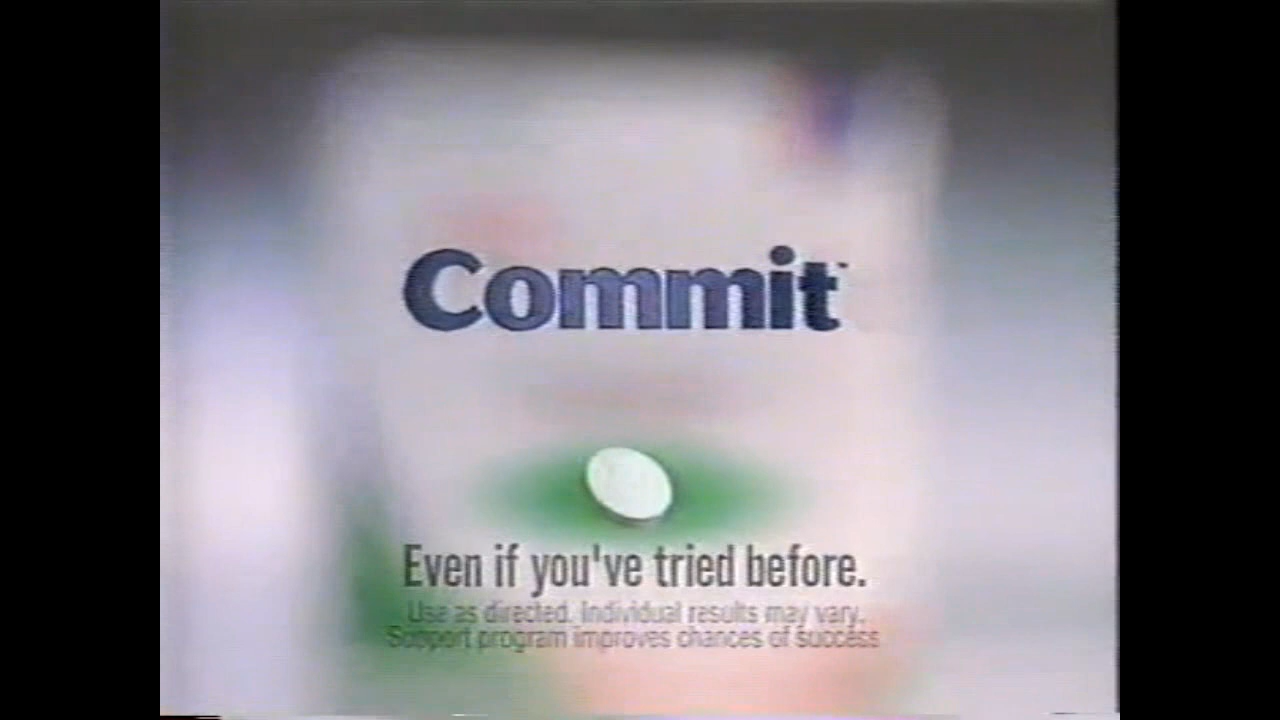 Commit™
Even if you've tried before.
Use as directed. Individual results may vary.
Support program improves chances of success